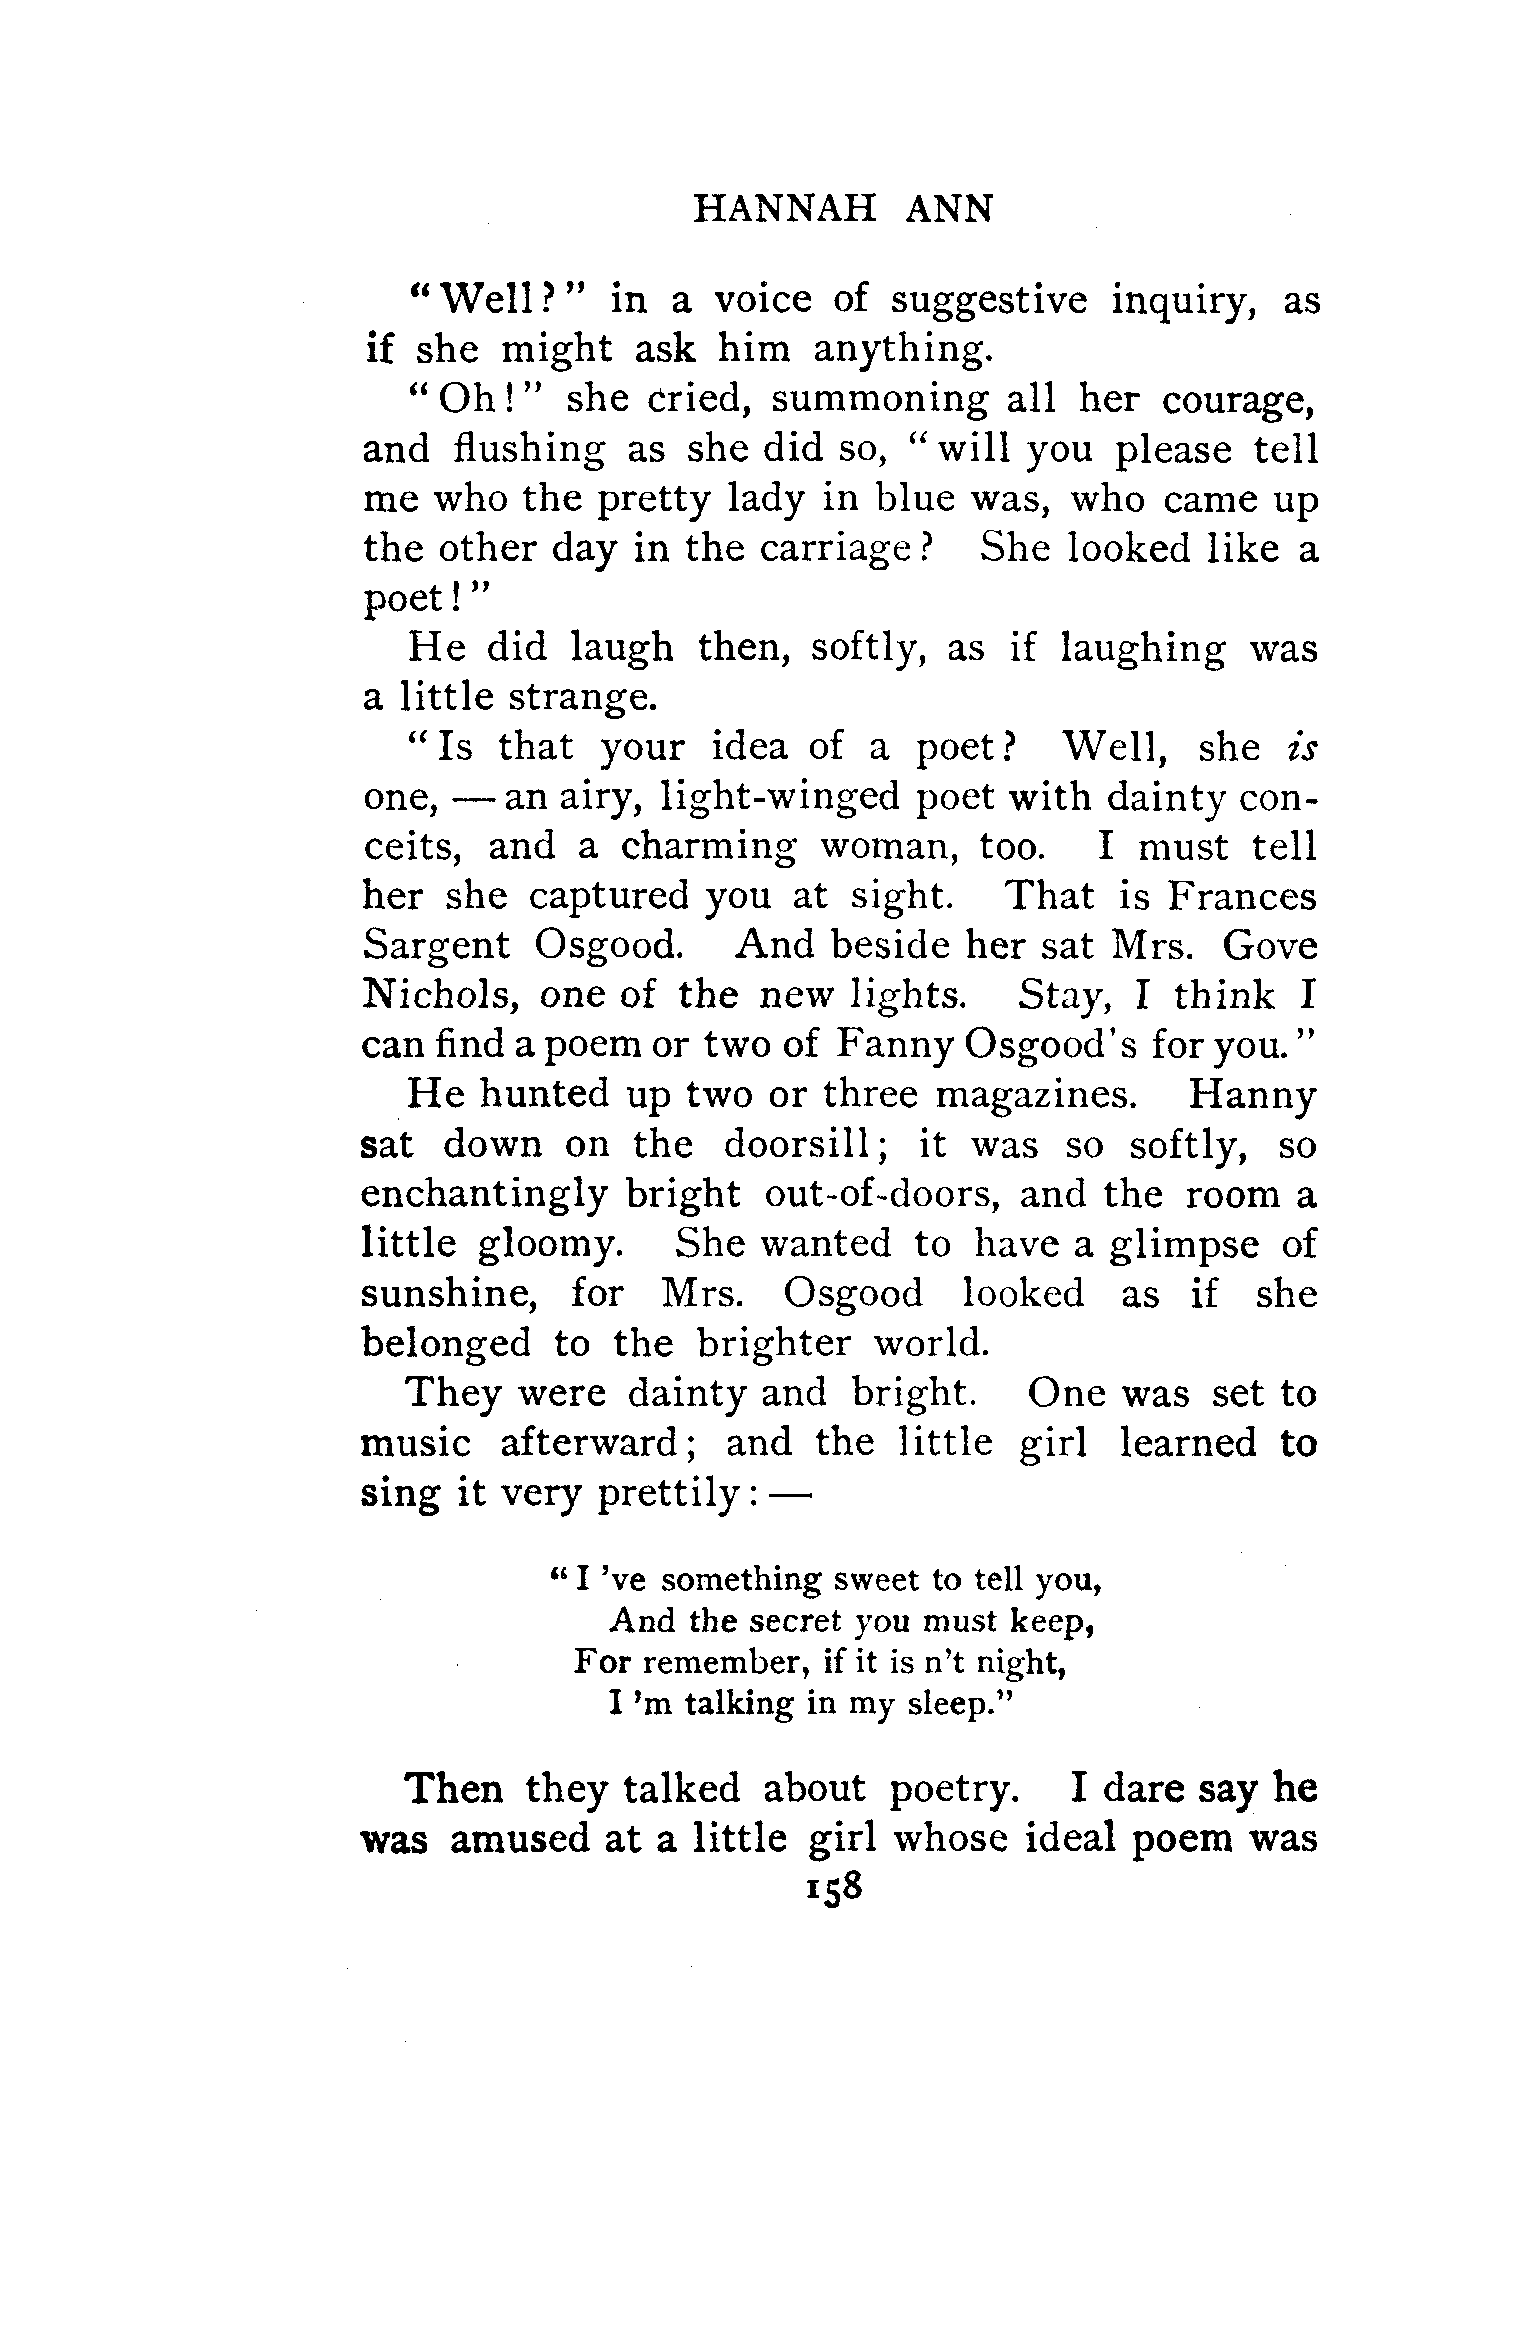 HANNAH ANN
“Well?” in a voice of suggestive inquiry, as
if she might ask him anything.
“Oh!” she cried, summoning all her courage,
and flushing as she did so, “will you please tell
me who the pretty lady in blue was, who came up
the other day in the carriage? She looked like a
poet!”
He did laugh then, softly, as if laughing was
a little strange.
“Is that your idea of a poet? Well, she is
one, — an airy, light-winged poet with dainty con-
ceits, and a charming woman, too. I must tell
her she captured you at sight. That is Frances
Sargent Osgood. And beside her sat Mrs. Gove
Nichols, one of the new lights. Stay, I think I
can find a poem or two of Fanny Osgood's for you.”
He hunted up two or three magazines. Hanny
sat down on the doorsill; it was so softly, so
enchantingly bright out-of-doors, and the room a
little gloomy. She wanted to have a glimpse of
sunshine, for Mrs. Osgood looked as if she
belonged to the brighter world.
They were dainty and bright. One was set to
music afterward; and the little girl learned to
sing it very prettily: —
“I 've something sweet to tell you,
And the secret you must keep,
For remember, if it is n't night,
I 'm talking in my sleep.”
Then they talked about poetry. I dare say he
was amused at a little girl whose ideal poem was
158